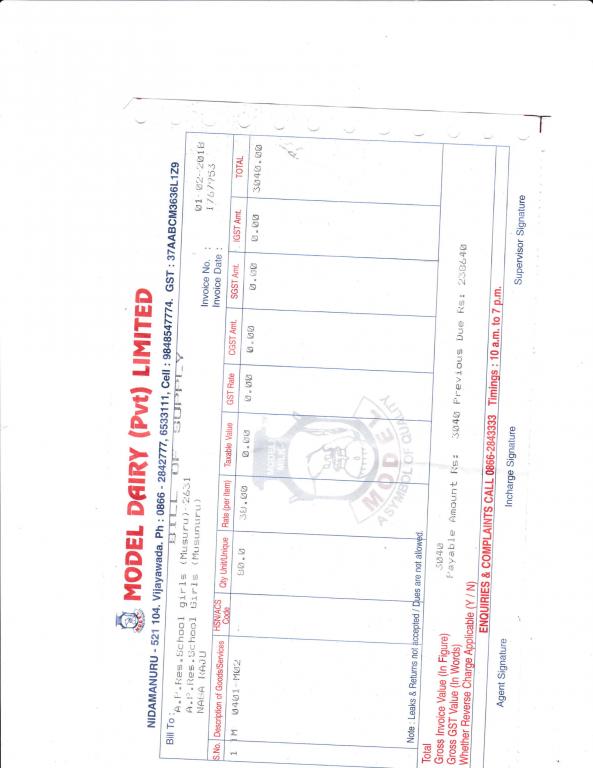 MODEL DAIRY (Pvt) LIMITED
NIDAMANURU - 521 104. Vijayawada. Ph : 0866 - 2842777, 6533111, Cell : 9848547774. GST : 37AABCM3636L1Z9
BILL OF SUPPLY
Bill To :
A.P.Res.School girls (Musuru)-2631
A.P.Res.School Girls (Musunuru)
NAGA RAJU
Invoice No. : 01-02-2018
Invoice Date : 1767953
S.No. Description of Goods/Services HSN/ACS Code Qty Unit/Unique Rate (per item) Taxable Value GST Rate CGST Amt. SGST Amt. IGST Amt. TOTAL
1 M 0401-M02 80.0 38.00 0.00 0.00 0.00 0.00 0.00 3040.00
MODEL
A SYMBOL OF QUALITY
Note : Leaks & Returns not accepted / Dues are not allowed.
Total
Gross Invoice Value (In Figure) 3040
Gross GST Value (In Words) Payable Amount Rs: 3040 Previous Due Rs: 238640
Whether Reverse Charge Applicable (Y / N)
ENQUIRIES & COMPLAINTS CALL 0866-2843333 Timings : 10 a.m. to 7 p.m.
Agent Signature Incharge Signature Supervisor Signature